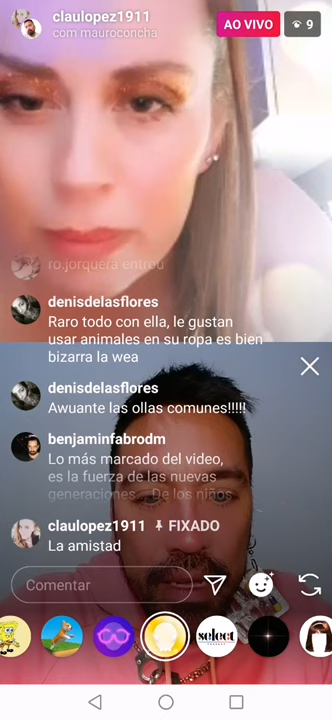 claulopez1911
com mauroconcha
AO VIVO
9
ro.jorquera entrou
denisdelasflores
Raro todo con ella, le gustan
usar animales en su ropa es bien
bizarra la wea
denisdelasflores
Awuante las ollas comunes!!!!!
benjaminfabrodm
Lo más marcado del video,
es la fuerza de las nuevas
generaciones... De los niños
claulopez1911 FIXADO
La amistad
Comentar
select